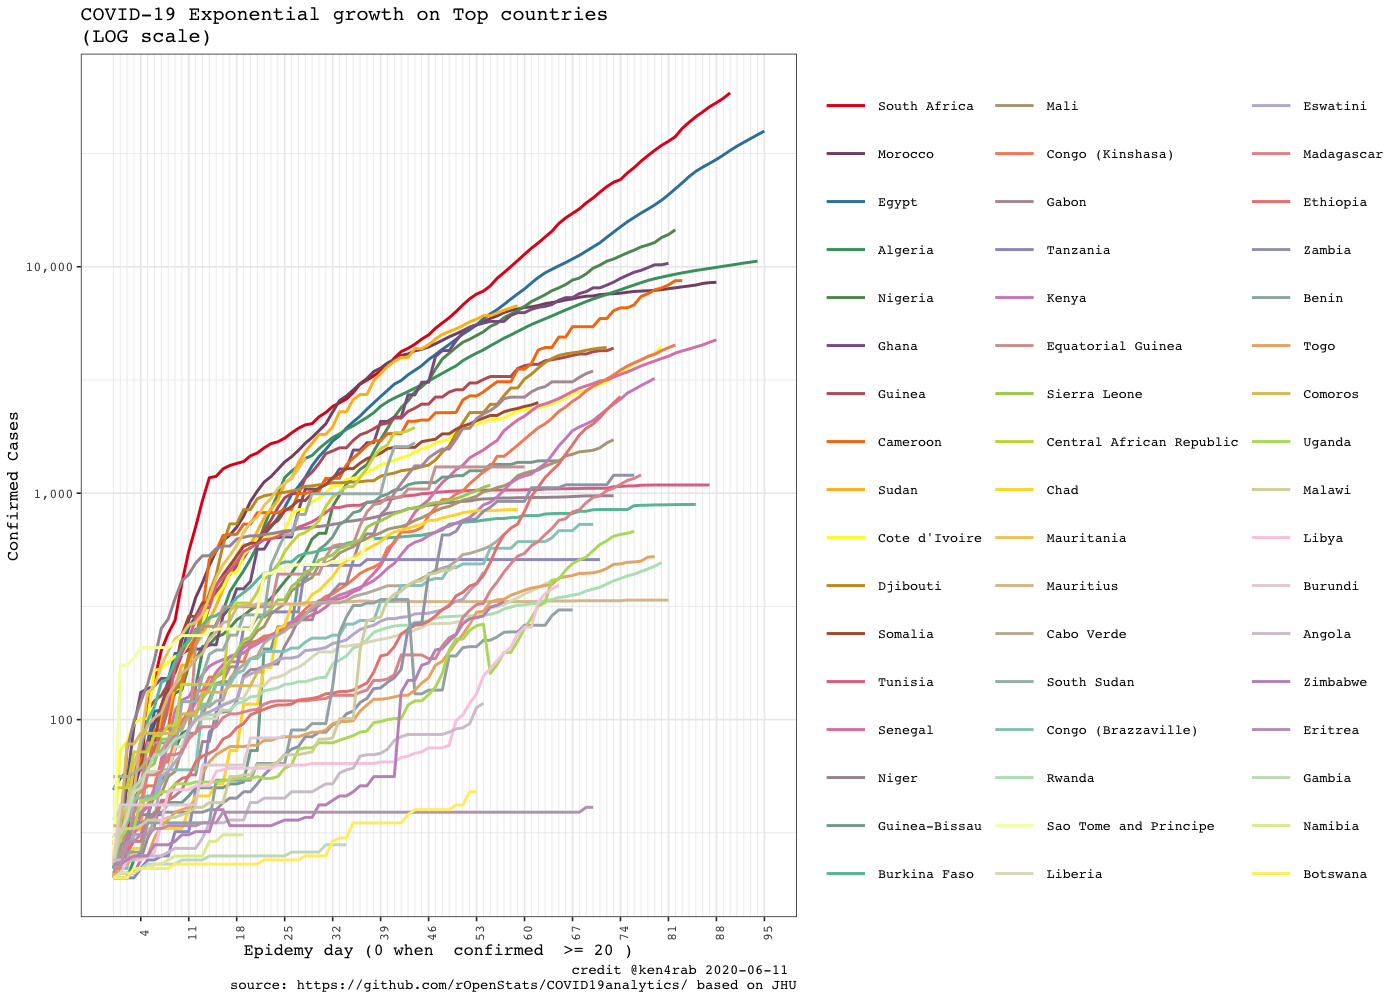 COVID-19 Exponential growth on Top countries
(LOG scale)
Confirmed Cases
10,000
1,000
100
4 11 18 25 32 39 46 53 60 67 74 81 88 95
Epidemy day (0 when  confirmed  >= 20 )
South Africa
Morocco
Egypt
Algeria
Nigeria
Ghana
Guinea
Cameroon
Sudan
Cote d'Ivoire
Djibouti
Somalia
Tunisia
Senegal
Niger
Guinea-Bissau
Burkina Faso
Mali
Congo (Kinshasa)
Gabon
Tanzania
Kenya
Equatorial Guinea
Sierra Leone
Central African Republic
Chad
Mauritania
Mauritius
Cabo Verde
South Sudan
Congo (Brazzaville)
Rwanda
Sao Tome and Principe
Liberia
Eswatini
Madagascar
Ethiopia
Zambia
Benin
Togo
Comoros
Uganda
Malawi
Libya
Burundi
Angola
Zimbabwe
Eritrea
Gambia
Namibia
Botswana
credit @ken4rab 2020-06-11
source: https://github.com/rOpenStats/COVID19analytics/ based on JHU